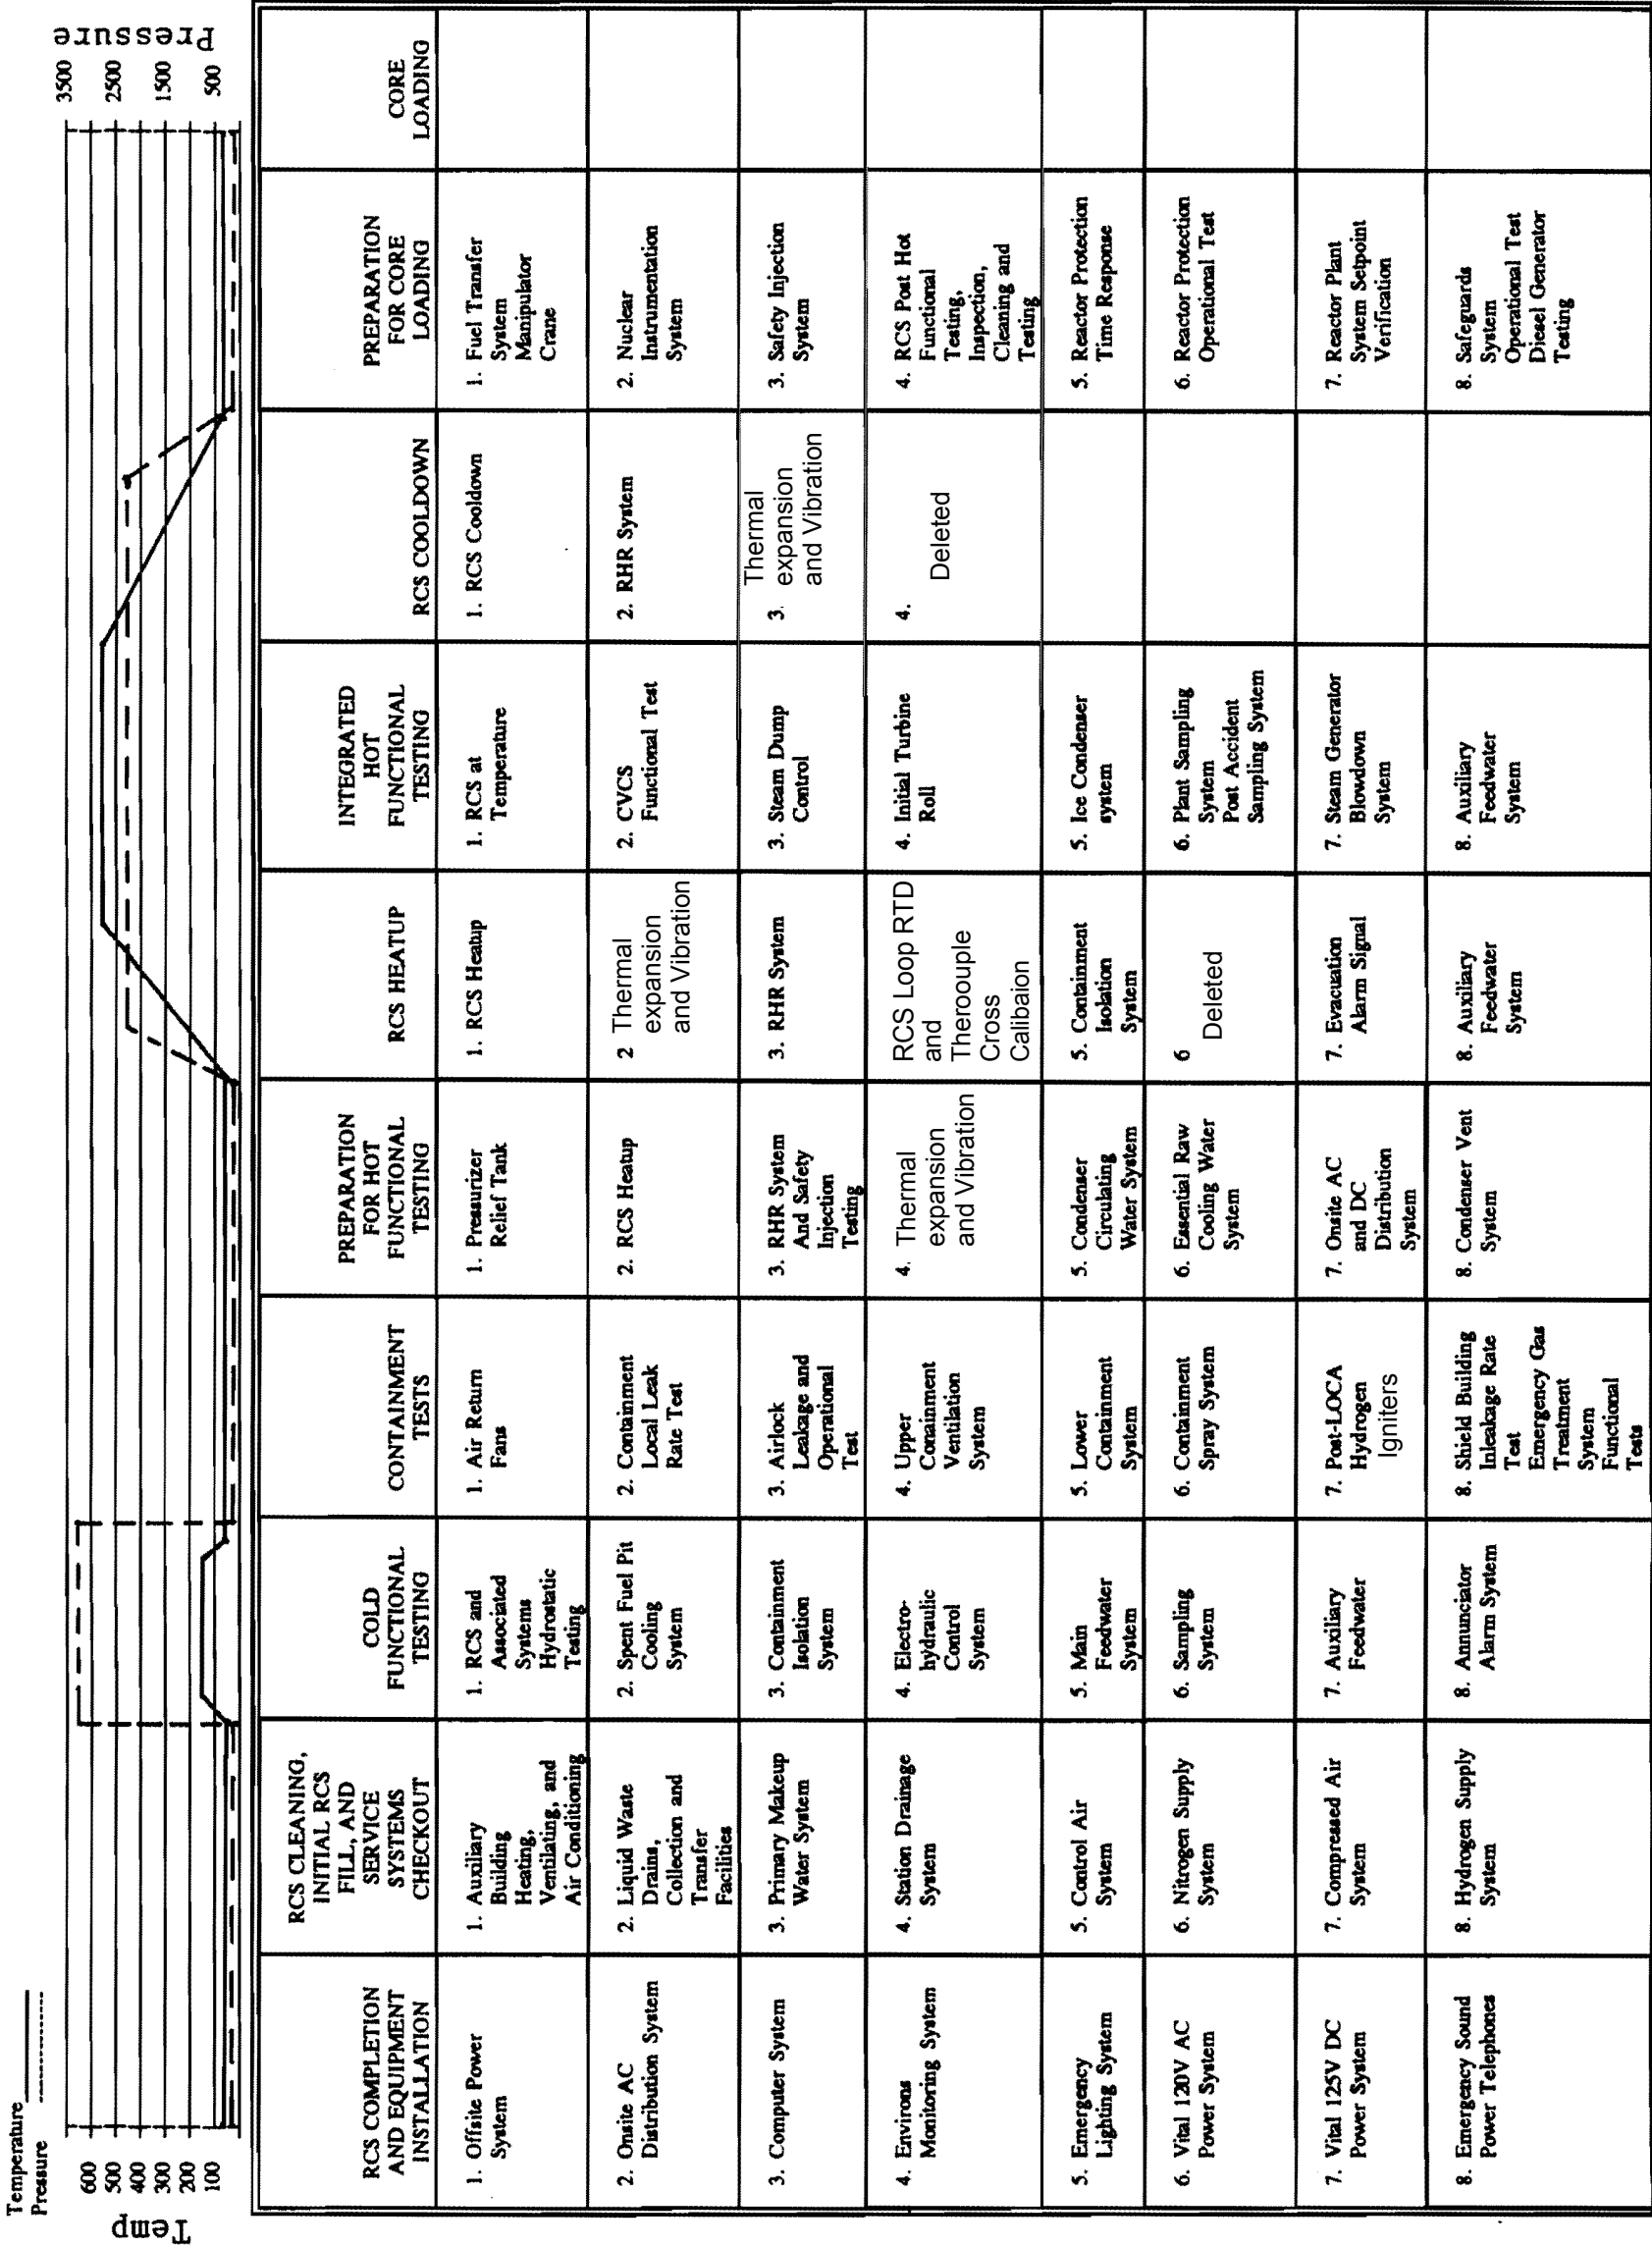 Temperature
Pressure
Temp
600
500
400
300
200
100
Pressure
3500
2500
1500
500
RCS COMPLETION
AND EQUIPMENT
INSTALLATION
RCS CLEANING,
INITIAL RCS
FILL, AND
SERVICE
SYSTEMS
CHECKOUT
COLD
FUNCTIONAL
TESTING
CONTAINMENT
TESTS
PREPARATION
FOR HOT
FUNCTIONAL
TESTING
RCS HEATUP
INTEGRATED
HOT
FUNCTIONAL
TESTING
RCS COOLDOWN
PREPARATION
FOR CORE
LOADING
CORE
LOADING
1. Offsite Power
System
1. Auxiliary
Building
Heating,
Ventilating, and
Air Conditioning
1. RCS and
Associated
Systems
Hydrostatic
Testing
1. Air Return
Fans
1. Pressurizer
Relief Tank
1. RCS Heatup
1. RCS at
Temperature
1. RCS Cooldown
1. Fuel Transfer
System
Manipulator
Crane
2. Onsite AC
Distribution System
2. Liquid Waste
Drains,
Collection and
Transfer
Facilities
2. Spent Fuel Pit
Cooling
System
2. Containment
Local Leak
Rate Test
2. RCS Heatup
2 Thermal
expansion
and Vibration
2. CVCS
Functional Test
2. RHR System
2. Nuclear
Instrumentation
System
3. Computer System
3. Primary Makeup
Water System
3. Containment
Isolation
System
3. Airlock
Leakage and
Operational
Test
3. RHR System
And Safety
Injection
Testing
3. RHR System
3. Steam Dump
Control
3. Thermal
expansion
and Vibration
3. Safety Injection
System
4. Environs
Monitoring System
4. Station Drainage
System
4. Electro-
hydraulic
Control
System
4. Upper
Conainment
Ventilation
System
4. Thermal
expansion
and Vibration
RCS Loop RTD
and
Theroouple
Cross
Calibaion
4. Initial Turbine
Roll
4. Deleted
4. RCS Post Hot
Functional
Testing,
Inspection,
Cleaning and
Testing
5. Emergency
Lighting System
5. Control Air
System
5. Main
Feedwater
System
5. Lower
Containment
System
5. Condenser
Circulating
Water System
5. Containment
Isolation
System
5. Ice Condenser
system
5. Reactor Protection
Time Response
6. Vital 120V AC
Power System
6. Nitrogen Supply
System
6. Sampling
System
6. Containment
Spray System
6. Essential Raw
Cooling Water
System
6 Deleted
6. Plant Sampling
System
Post Accident
Sampling System
6. Reactor Protection
Operational Test
7. Vital 125V DC
Power System
7. Compressed Air
System
7. Auxiliary
Feedwater
7. Post-LOCA
Hydrogen
Igniters
7. Onsite AC
and DC
Distribution
System
7. Evacuation
Alarm Signal
7. Steam Generator
Blowdown
System
7. Reactor Plant
System Setpoint
Verification
8. Emergency Sound
Power Telephones
8. Hydrogen Supply
System
8. Annunciator
Alarm System
8. Shield Building
Inleakage Rate
Test
Emergency Gas
Treatment
System
Functional
Tests
8. Condenser Vent
System
8. Auxiliary
Feedwater
System
8. Auxiliary
Feedwater
System
8. Safeguards
System
Operational Test
Diesel Generator
Testing